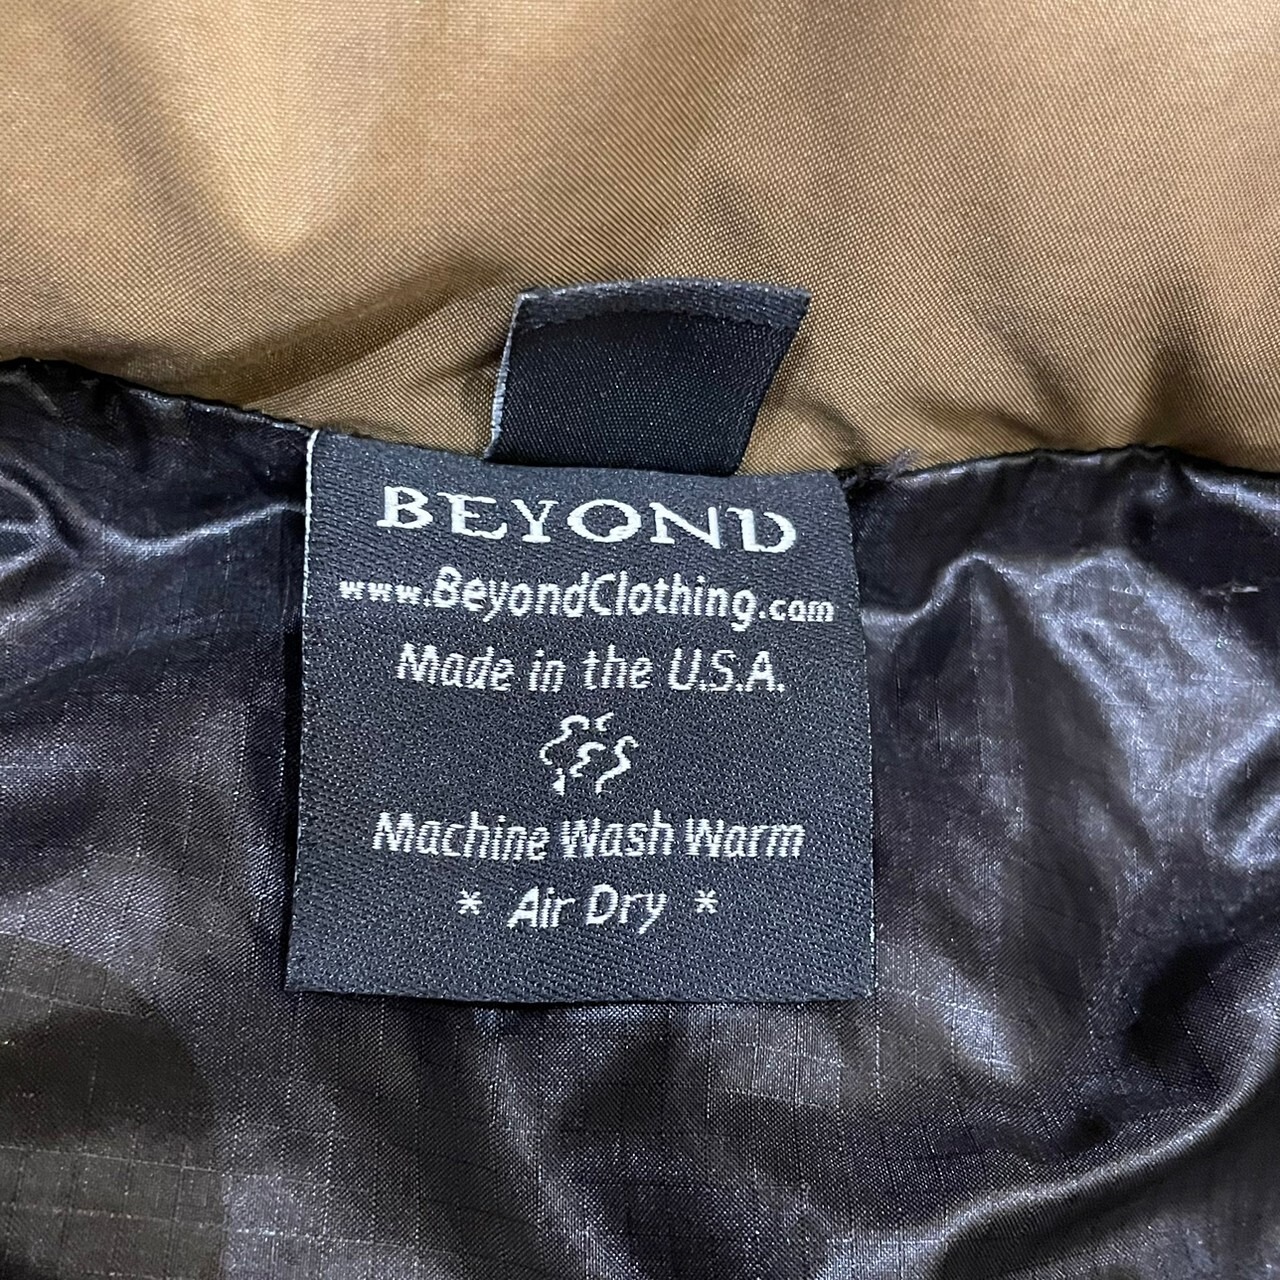 BEYOND
www.BeyondClothing.com
Made in the U.S.A.
Machine Wash Warm
* Air Dry *